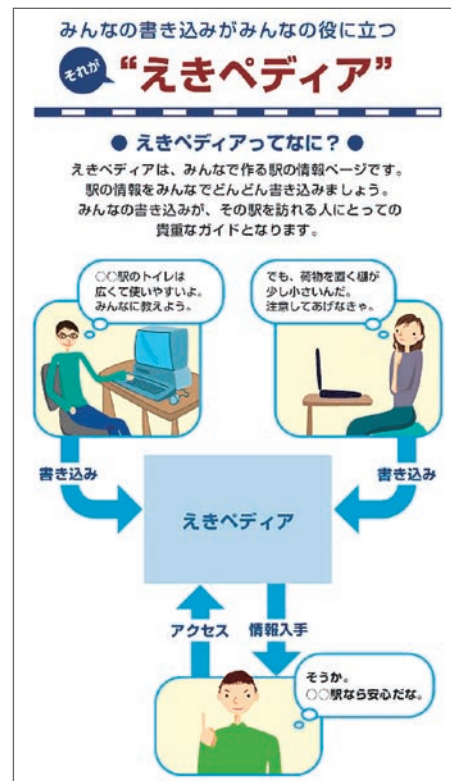 みんなの書き込みがみんなの役に立つ
それが
“えきペディア”
● えきペディアってなに？ ●
えきペディアは、みんなで作る駅の情報ページです。
駅の情報をみんなでどんどん書き込みましょう。
みんなの書き込みが、その駅を訪れる人にとっての
貴重なガイドとなります。
○○駅のトイレは
広くて使いやすいよ。
みんなに教えよう。
でも、荷物を置く棚が
少し小さいんだ。
注意してあげなきゃ。
書き込み
書き込み
えきペディア
アクセス
情報入手
そうか。
○○駅なら安心だな。